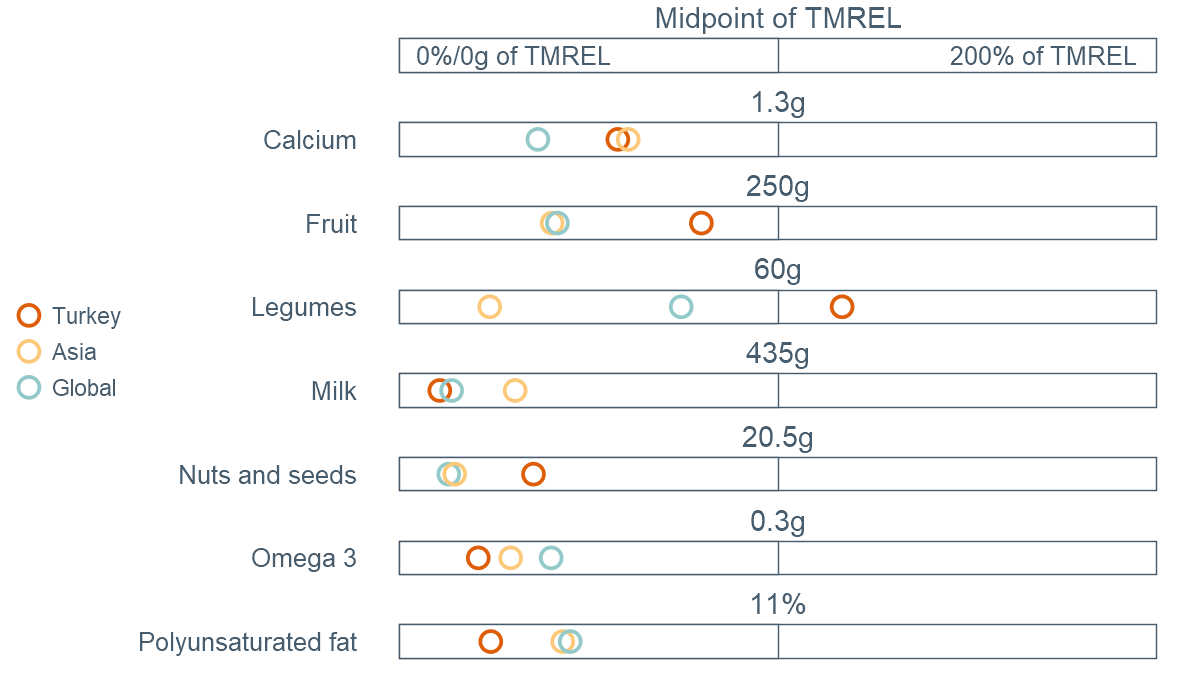 Midpoint of TMREL
0%/0g of TMREL
200% of TMREL
1.3g
Calcium
250g
Fruit
60g
Legumes
435g
Milk
20.5g
Nuts and seeds
0.3g
Omega 3
11%
Polyunsaturated fat
Turkey
Asia
Global